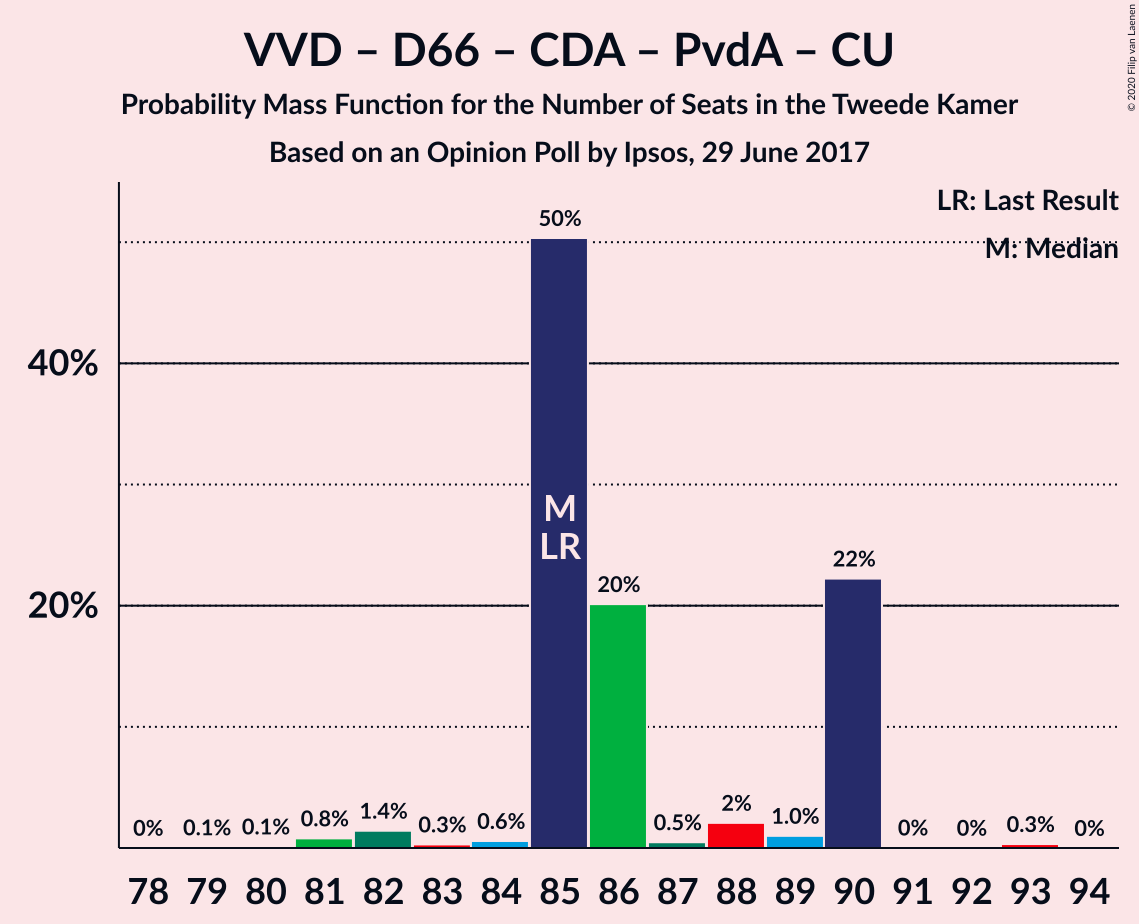 VVD – D66 – CDA – PvdA – CU
Probability Mass Function for the Number of Seats in the Tweede Kamer
Based on an Opinion Poll by Ipsos, 29 June 2017
© 2020 Filip van Laenen
LR: Last Result
M: Median
40%
20%
0% 0.1% 0.1% 0.8% 1.4% 0.3% 0.6% 50% 20% 0.5% 2% 1.0% 22% 0% 0% 0.3% 0%
M
LR
78 79 80 81 82 83 84 85 86 87 88 89 90 91 92 93 94